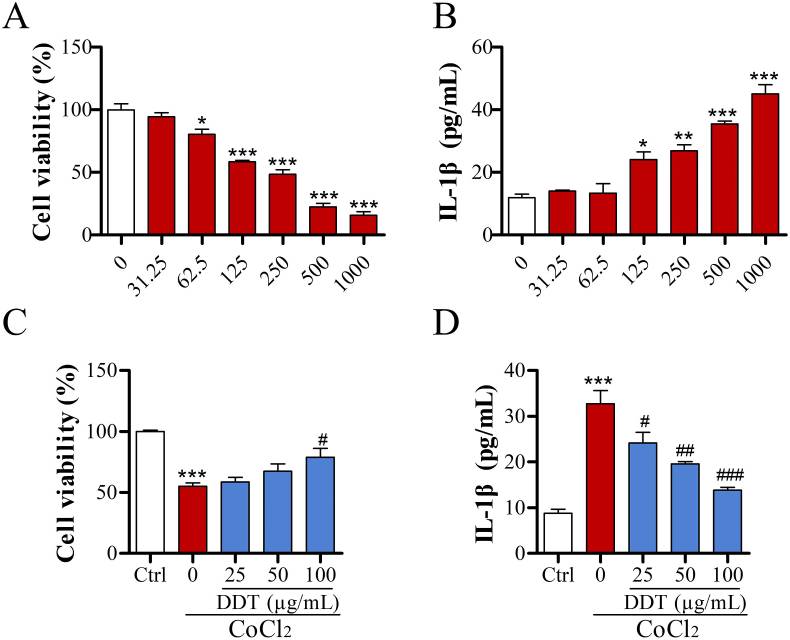 A
Cell viability (%)
150
100
50
0
* *** *** *** ***
0 31.25 62.5 125 250 500 1000
B
IL-1β (pg/mL)
60
40
20
0
* ** *** ***
0 31.25 62.5 125 250 500 1000
C
Cell viability (%)
150
100
50
0
*** #
Ctrl 0 25 50 100
DDT (µg/mL)
CoCl2
D
IL-1β (pg/mL)
40
30
20
10
0
*** # ## ###
Ctrl 0 25 50 100
DDT (µg/mL)
CoCl2